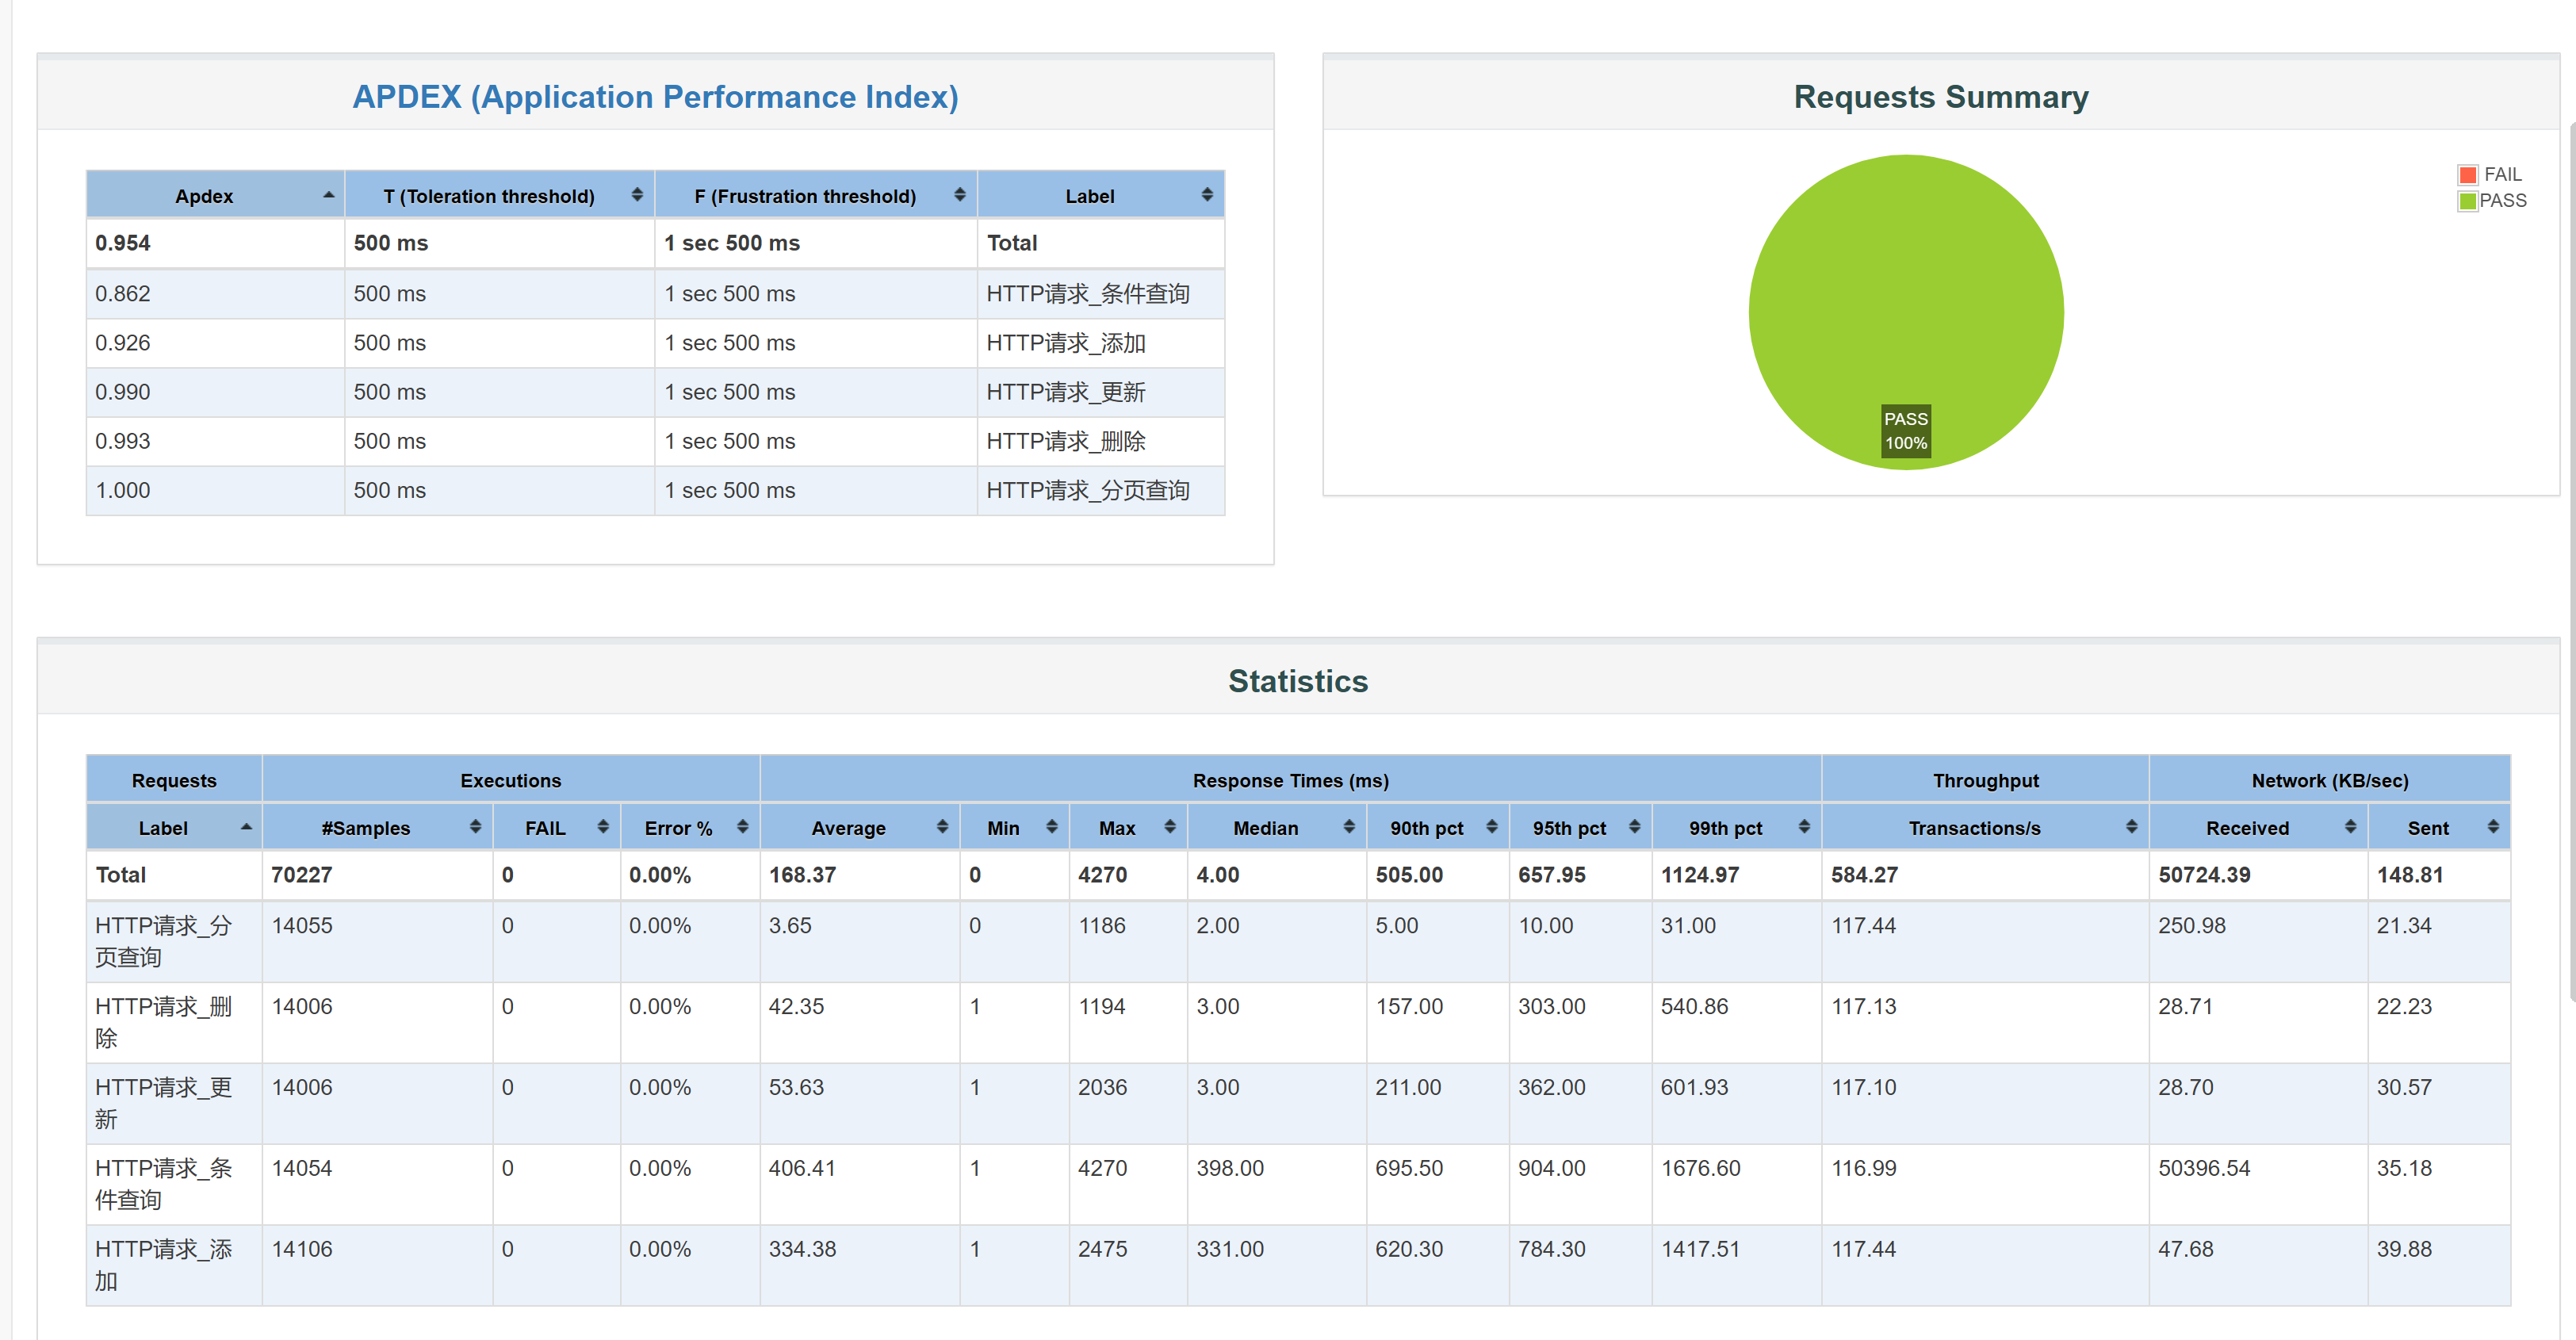 APDEX (Application Performance Index)
Apdex T (Toleration threshold) F (Frustration threshold) Label
0.954 500 ms 1 sec 500 ms Total
0.862 500 ms 1 sec 500 ms HTTP请求_条件查询
0.926 500 ms 1 sec 500 ms HTTP请求_添加
0.990 500 ms 1 sec 500 ms HTTP请求_更新
0.993 500 ms 1 sec 500 ms HTTP请求_删除
1.000 500 ms 1 sec 500 ms HTTP请求_分页查询
Requests Summary
FAIL
PASS
PASS
100%
Statistics
Requests Executions Response Times (ms) Throughput Network (KB/sec)
Label #Samples FAIL Error % Average Min Max Median 90th pct 95th pct 99th pct Transactions/s Received Sent
Total 70227 0 0.00% 168.37 0 4270 4.00 505.00 657.95 1124.97 584.27 50724.39 148.81
HTTP请求_分 14055 0 0.00% 3.65 0 1186 2.00 5.00 10.00 31.00 117.44 250.98 21.34
页查询
HTTP请求_删 14006 0 0.00% 42.35 1 1194 3.00 157.00 303.00 540.86 117.13 28.71 22.23
除
HTTP请求_更 14006 0 0.00% 53.63 1 2036 3.00 211.00 362.00 601.93 117.10 28.70 30.57
新
HTTP请求_条 14054 0 0.00% 406.41 1 4270 398.00 695.50 904.00 1676.60 116.99 50396.54 35.18
件查询
HTTP请求_添 14106 0 0.00% 334.38 1 2475 331.00 620.30 784.30 1417.51 117.44 47.68 39.88
加